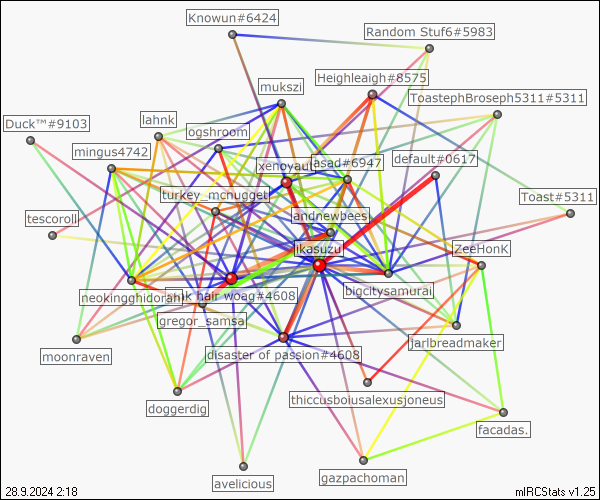 Knowun#6424
Random Stuf6#5983
Heighleaigh#8575
mukszi
ToastephBroseph5311#5311
lahnk
Duck™#9103
ogshroom
mingus4742
default#0617
xenoyaut
asad#6947
turkey_mcnugget
Toast#5311
andnewbees
tescoroll
ikasuzu
ZeeHonK
bigcitysamurai
neokingghidorah
hair woag#4608
gregor_samsa
jarlbreadmaker
moonraven
disaster of passion#4608
thiccusboiusalexusjoneus
doggerdig
facadas.
avelicious
gazpachoman
28.9.2024 2:18
mIRCStats v1.25